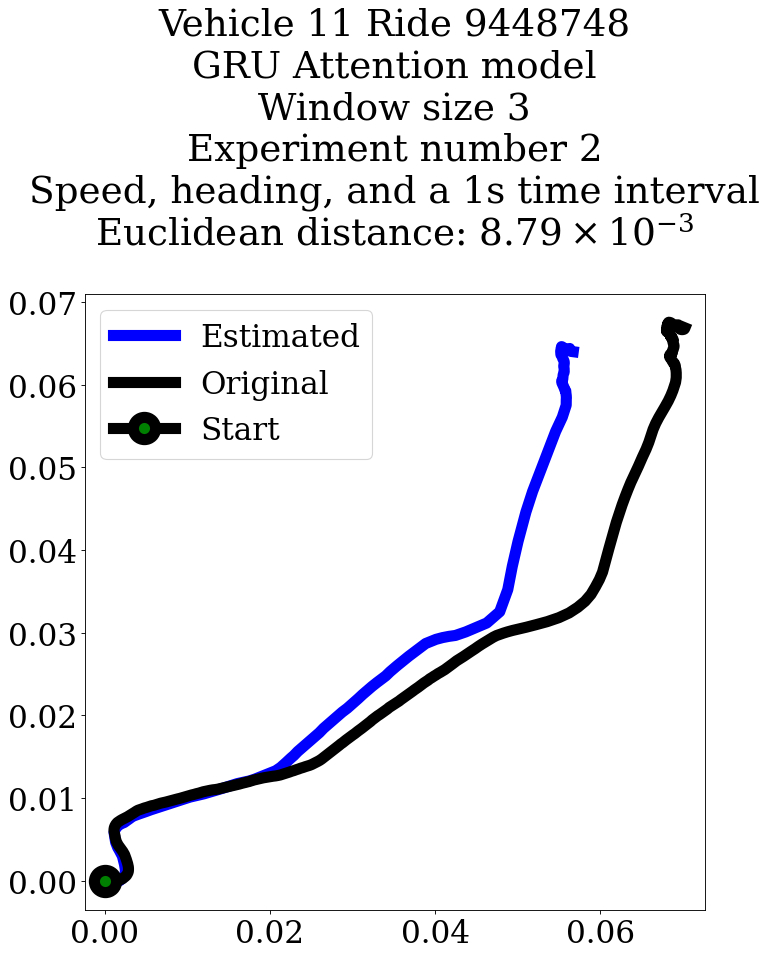 Vehicle 11 Ride 9448748
GRU Attention model
Window size 3
Experiment number 2
Speed, heading, and a 1s time interval
Euclidean distance: 8.79 × 10⁻³
0.07
0.06
0.05
0.04
0.03
0.02
0.01
0.00
Estimated
Original
Start
0.00 0.02 0.04 0.06